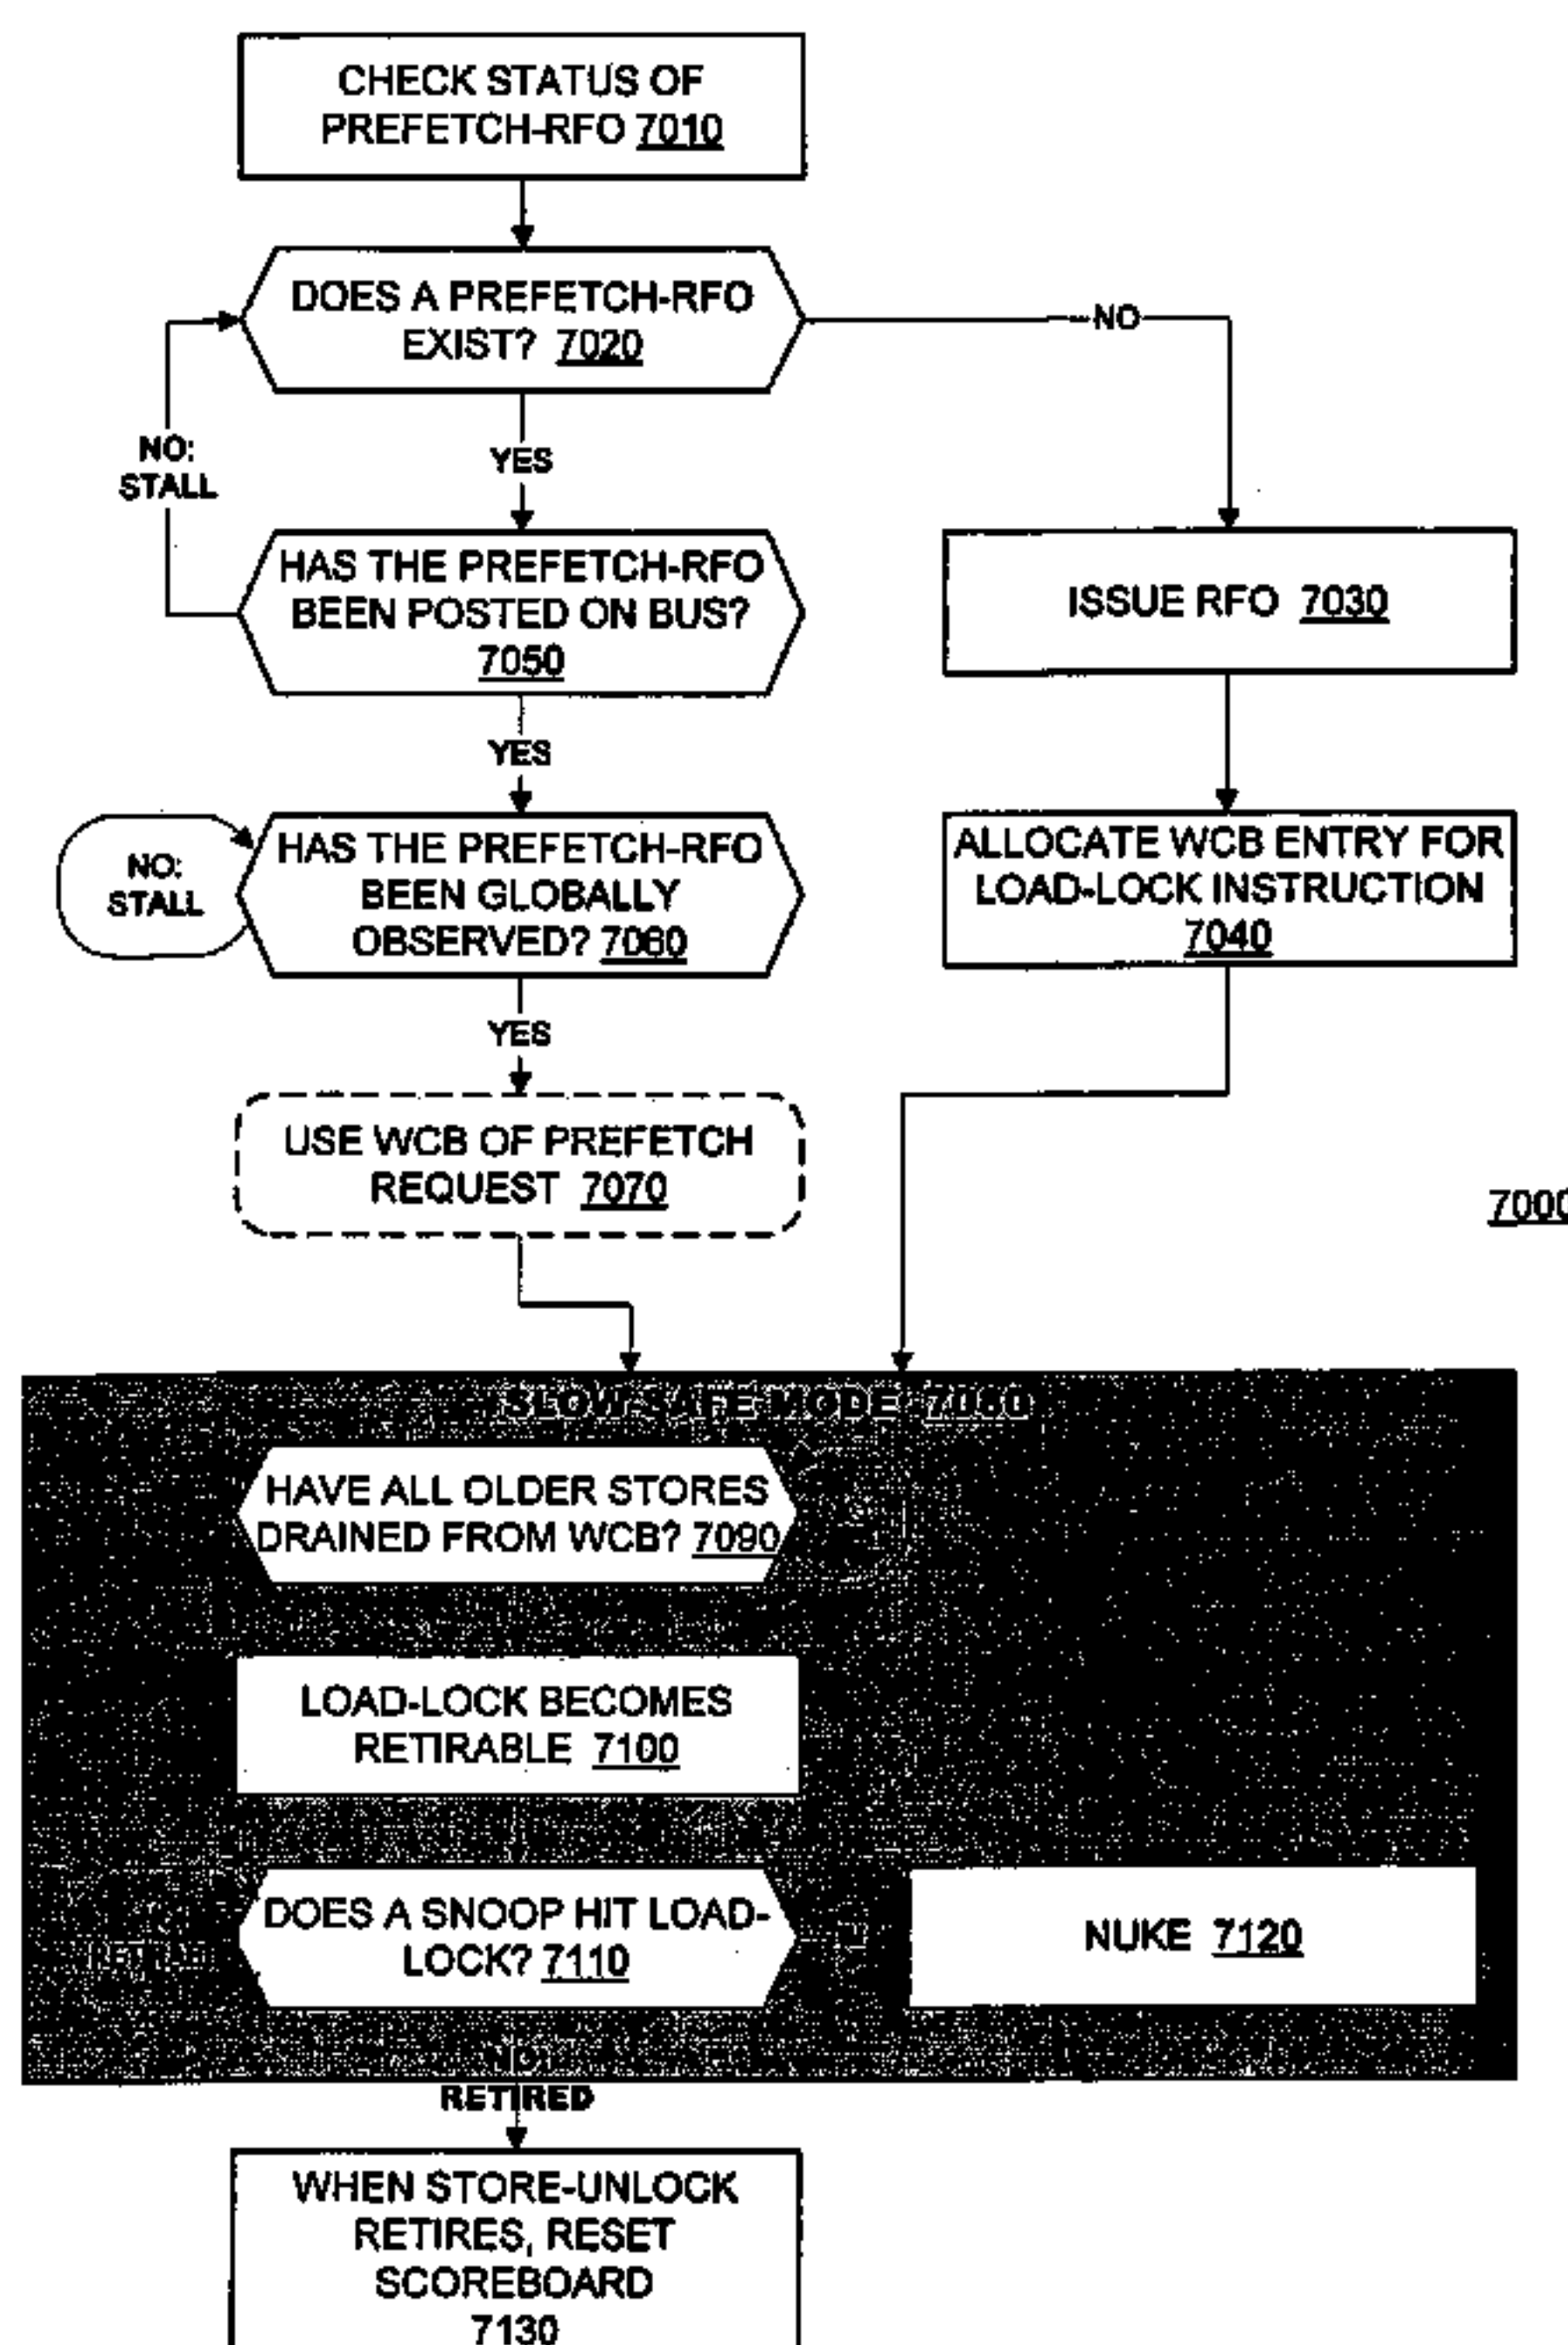 CHECK STATUS OF
PREFETCH-RFO 7010
DOES A PREFETCH-RFO
EXIST? 7020
NO
NO:
STALL
YES
HAS THE PREFETCH-RFO
BEEN POSTED ON BUS?
7050
ISSUE RFO 7030
YES
HAS THE PREFETCH-RFO
BEEN GLOBALLY
OBSERVED? 7060
NO:
STALL
ALLOCATE WCB ENTRY FOR
LOAD-LOCK INSTRUCTION
7040
YES
USE WCB OF PREFETCH
REQUEST 7070
7000
SLOW SAFE MODE
HAVE ALL OLDER STORES
DRAINED FROM WCB? 7090
LOAD-LOCK BECOMES
RETIRABLE 7100
DOES A SNOOP HIT LOAD-
LOCK? 7110
NUKE 7120
RETIRED
WHEN STORE-UNLOCK
RETIRES, RESET
SCOREBOARD
7130